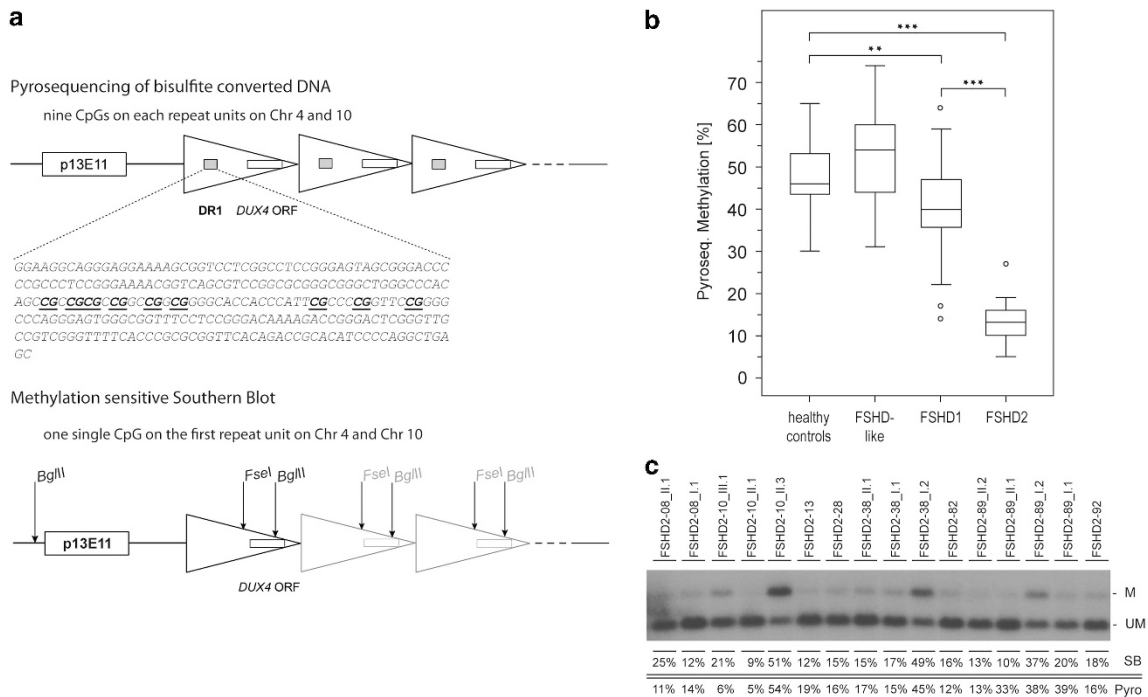 a
Pyrosequencing of bisulfite converted DNA
nine CpGs on each repeat units on Chr 4 and 10
p13E11
DR1 DUX4 ORF
GGAAGGCAGGGAGGAAAAGCGGTCCTCGGCCTCCGGGAGTAGCGGGACCC
CGCCCTCCGGGAAAACGGTCAGCGTCCGGCGCGGGCGGGCTGGGCCCAC
AGCCGCCCGCGCCGGCCGGCGGGGCACCACCCATTCGCCCCGGTTCCGGGG
CCCAGGGAGTGGGCGGTTTCCTCCGGGACAAAAGACCGGGACTCGGGTTG
CCGTCGGGTTTTCACCCGCGCGGTTCACAGACCGCACATCCCCAGGCTGA
GC
Methylation sensitive Southern Blot
one single CpG on the first repeat unit on Chr 4 and Chr 10
BglII FseI BglII FseI BglII FseI BglII
p13E11
DUX4 ORF
b
*** 
** 
***
Pyroseq. Methylation [%]
70
60
50
40
30
20
10
0
healthy controls
FSHD-like
FSHD1
FSHD2
c
FSHD2-08_II.1
FSHD2-08_I.1
FSHD2-10_III.1
FSHD2-10_II.1
FSHD2-10_II.3
FSHD2-13
FSHD2-28
FSHD2-38_II.1
FSHD2-38_I.1
FSHD2-38_I.2
FSHD2-82
FSHD2-89_II.2
FSHD2-89_II.1
FSHD2-89_I.2
FSHD2-89_I.1
FSHD2-92
- M
- UM
25% 12% 21% 9% 51% 12% 15% 15% 17% 49% 16% 13% 10% 37% 20% 18% SB
11% 14% 6% 5% 54% 19% 16% 17% 15% 45% 12% 13% 33% 38% 39% 16% Pyro